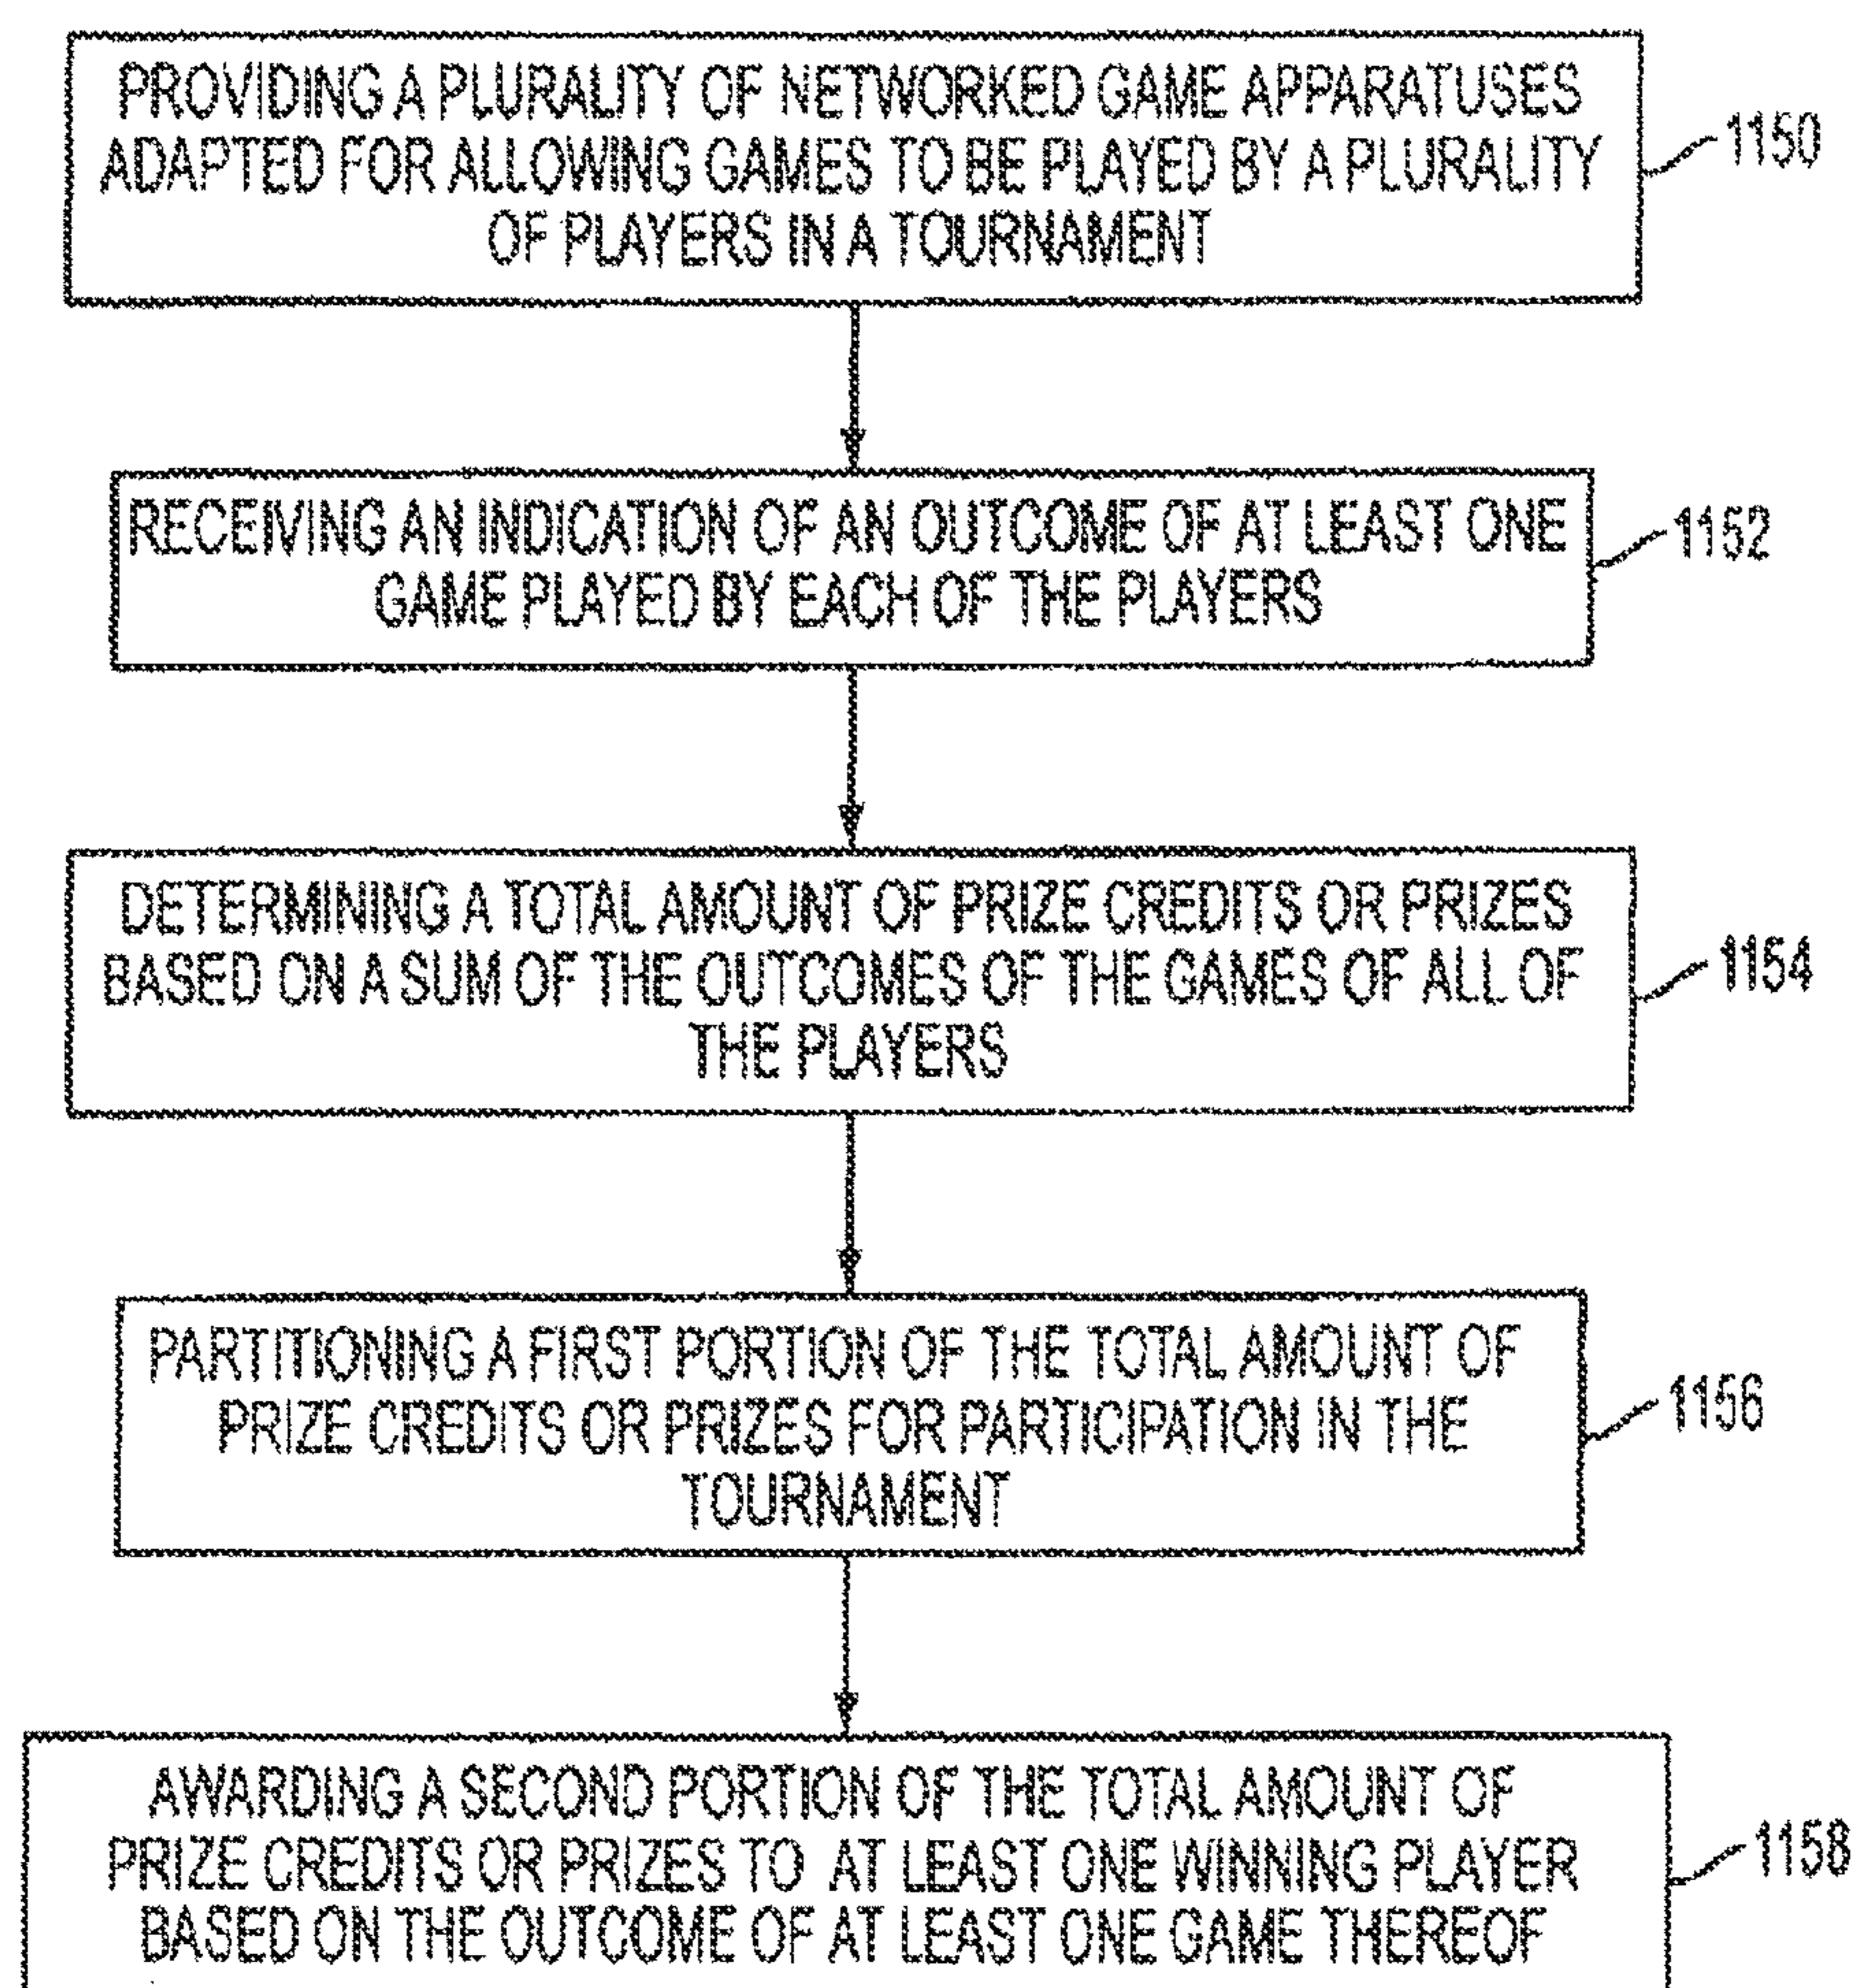 PROVIDING A PLURALITY OF NETWORKED GAME APPARATUSES
ADAPTED FOR ALLOWING GAMES TO BE PLAYED BY A PLURALITY
OF PLAYERS IN A TOURNAMENT
1150
RECEIVING AN INDICATION OF AN OUTCOME OF AT LEAST ONE
GAME PLAYED BY EACH OF THE PLAYERS
1152
DETERMINING A TOTAL AMOUNT OF PRIZE CREDITS OR PRIZES
BASED ON A SUM OF THE OUTCOMES OF THE GAMES OF ALL OF
THE PLAYERS
1154
PARTITIONING A FIRST PORTION OF THE TOTAL AMOUNT OF
PRIZE CREDITS OR PRIZES FOR PARTICIPATION IN THE
TOURNAMENT
1156
AWARDING A SECOND PORTION OF THE TOTAL AMOUNT OF
PRIZE CREDITS OR PRIZES TO AT LEAST ONE WINNING PLAYER
BASED ON THE OUTCOME OF AT LEAST ONE GAME THEREOF
1158